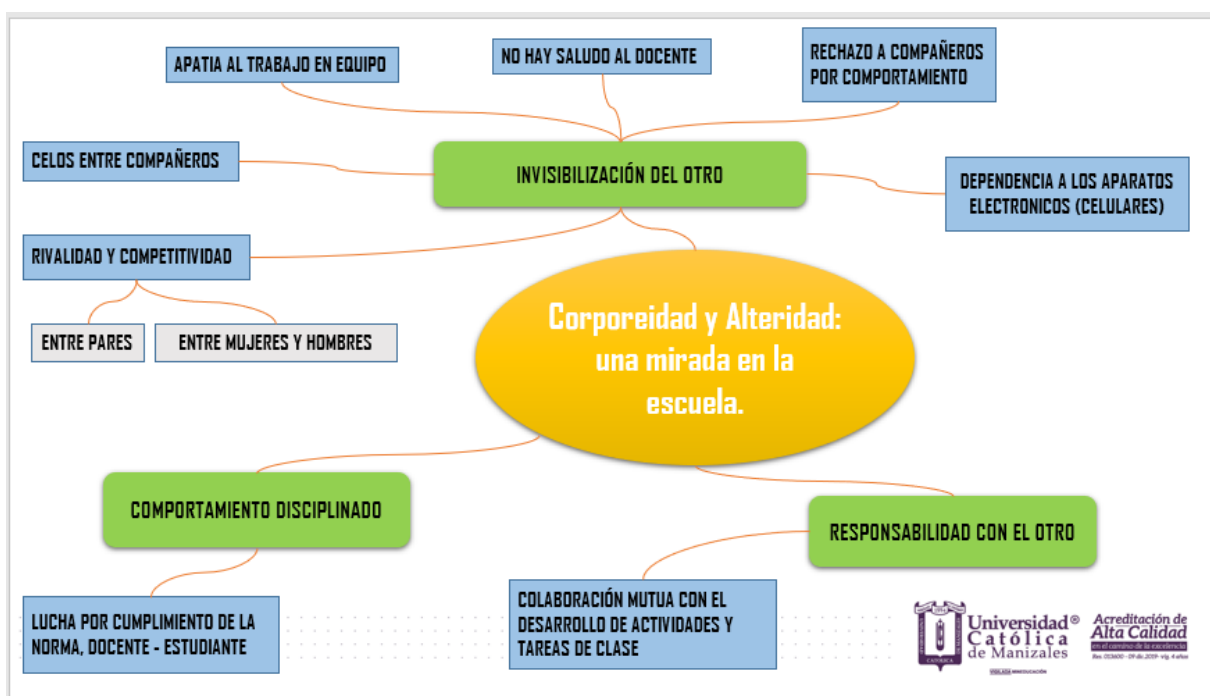 APATIA AL TRABAJO EN EQUIPO
NO HAY SALUDO AL DOCENTE
RECHAZO A COMPAÑEROS
POR COMPORTAMIENTO
CELOS ENTRE COMPAÑEROS
INVISIBILIZACIÓN DEL OTRO
DEPENDENCIA A LOS APARATOS
ELECTRONICOS (CELULARES)
RIVALIDAD Y COMPETITIVIDAD
ENTRE PARES
ENTRE MUJERES Y HOMBRES
Corporeidad y Alteridad:
una mirada en la
escuela.
COMPORTAMIENTO DISCIPLINADO
RESPONSABILIDAD CON EL OTRO
LUCHA POR CUMPLIMIENTO DE LA
NORMA, DOCENTE - ESTUDIANTE
COLABORACIÓN MUTUA CON EL
DESARROLLO DE ACTIVIDADES Y
TAREAS DE CLASE
Universidad®
Católica
de Manizales
VIGILADA MINEDUCACIÓN
Acreditación de
Alta Calidad
en el camino de la excelencia